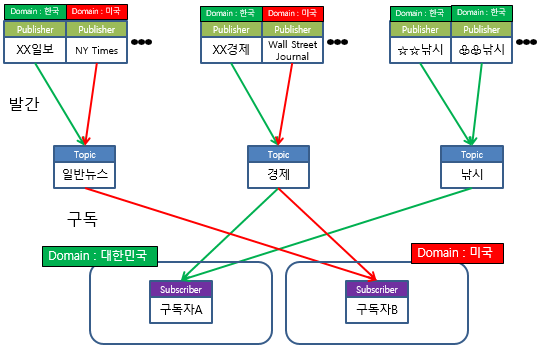 Domain : 한국 Domain : 미국 Domain : 한국 Domain : 미국 Domain : 한국 Domain : 한국
Publisher Publisher Publisher Publisher Publisher Publisher
XX일보 NY Times XX경제 Wall Street Journal ☆☆낚시 ♧♧낚시
발간
Topic Topic Topic
일반뉴스 경제 낚시
구독
Domain : 대한민국 Domain : 미국
Subscriber Subscriber
구독자A 구독자B